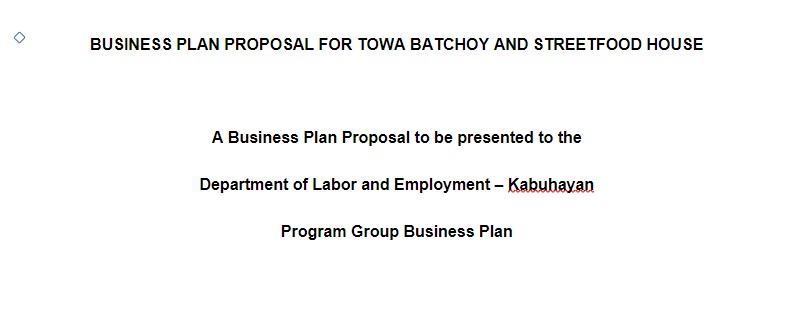 BUSINESS PLAN PROPOSAL FOR TOWA BATCHOY AND STREETFOOD HOUSE
A Business Plan Proposal to be presented to the
Department of Labor and Employment – Kabuhayan
Program Group Business Plan